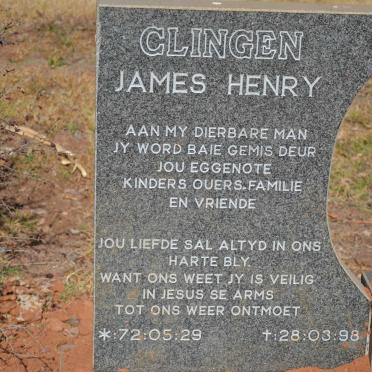 CLINGEN
JAMES HENRY
AAN MY DIERBARE MAN
JY WORD BAIE GEMIS DEUR
JOU EGGENOTE
KINDERS OUERS.FAMILIE
EN VRIENDE
JOU LIEFDE SAL ALTYD IN ONS
HARTE BLY.
WANT ONS WEET JY IS VEILIG
IN JESUS SE ARMS
TOT ONS WEER ONTMOET
*:72:05:29 †:28:03:98